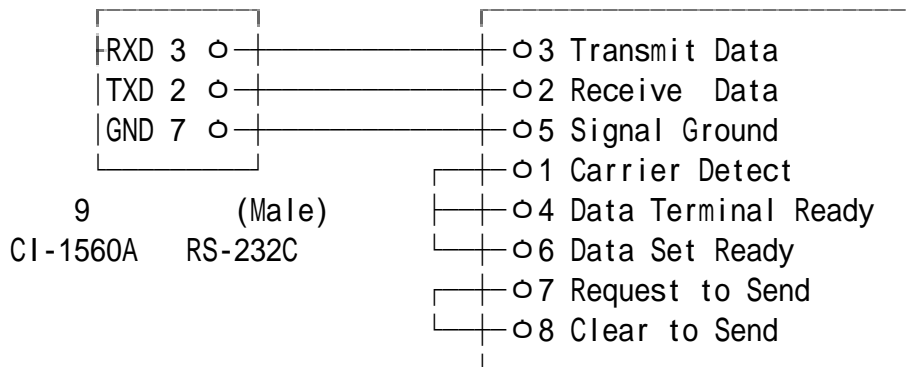 RXD 3
3 Transmit Data
TXD 2
2 Receive Data
GND 7
5 Signal Ground
1 Carrier Detect
9 (Male)
4 Data Terminal Ready
CI-1560A RS-232C
6 Data Set Ready
7 Request to Send
8 Clear to Send